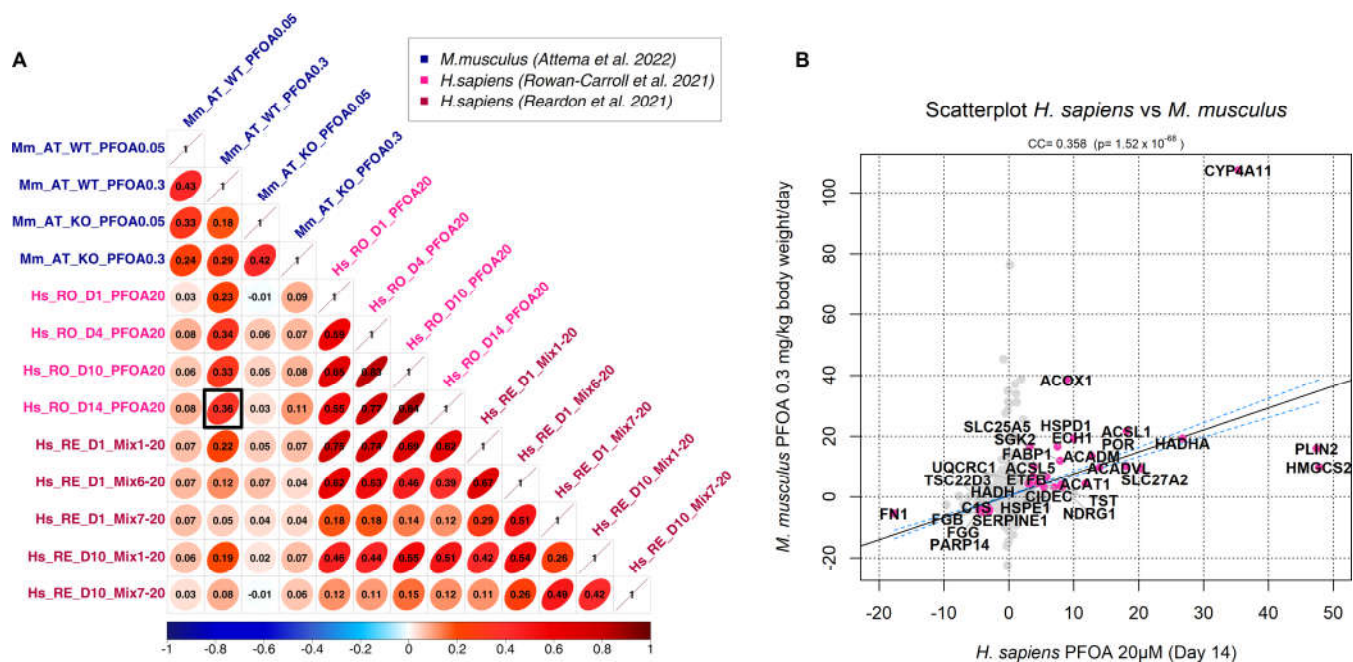 A
M.musculus (Attema et al. 2022)
H.sapiens (Rowan-Carroll et al. 2021)
H.sapiens (Reardon et al. 2021)
Mm_AT_WT_PFOA0.05
Mm_AT_WT_PFOA0.3
Mm_AT_KO_PFOA0.05
Mm_AT_KO_PFOA0.3
Hs_RO_D1_PFOA20
Hs_RO_D4_PFOA20
Hs_RO_D10_PFOA20
Hs_RO_D14_PFOA20
Hs_RE_D1_Mix1-20
Hs_RE_D1_Mix6-20
Hs_RE_D1_Mix7-20
Hs_RE_D10_Mix1-20
Hs_RE_D10_Mix7-20
Mm_AT_WT_PFOA0.05 1
Mm_AT_WT_PFOA0.3 0.43 1
Mm_AT_KO_PFOA0.05 0.33 0.18 1
Mm_AT_KO_PFOA0.3 0.24 0.29 0.42 1
Hs_RO_D1_PFOA20 0.03 0.23 -0.01 0.09 1
Hs_RO_D4_PFOA20 0.08 0.34 0.06 0.07 1
Hs_RO_D10_PFOA20 0.06 0.33 0.05 0.08 0.83 1
Hs_RO_D14_PFOA20 0.08 0.36 0.03 0.11 0.77 0.84 1
Hs_RE_D1_Mix1-20 0.07 0.22 0.05 0.07 0.75 0.74 0.69 0.62 1
Hs_RE_D1_Mix6-20 0.07 0.12 0.06 0.04 0.53 0.46 0.39 0.67 1
Hs_RE_D1_Mix7-20 0.07 0.05 0.04 0.04 0.18 0.18 0.14 0.12 0.29 0.51 1
Hs_RE_D10_Mix1-20 0.06 0.19 0.02 0.07 0.46 0.44 0.55 0.51 0.42 0.54 0.26 1
Hs_RE_D10_Mix7-20 0.03 0.08 -0.01 0.06 0.12 0.11 0.15 0.12 0.11 0.26 0.49 0.42 1
-1 -0.8 -0.6 -0.4 -0.2 0 0.2 0.4 0.6 0.8 1
B
Scatterplot H. sapiens vs M. musculus
CC= 0.358 (p= 1.52 x 10-68)
M. musculus PFOA 0.3 mg/kg body weight/day
100
80
60
40
20
0
-20
CYP4A11
ACOX1
SLC25A5
HSPD1
ACSL1
SGK2
ECH1
POR
HADHA
FABP1
ACADM
PLIN2
UQCRC1
ACSL5
ACADVL
HMGCS2
TSC22D3
ETFB
ACAT1
SLC27A2
HADH
CIDEC
TST
FN1
C1S
HSPE1
NDRG1
FGB
SERPINE1
FGG
PARP14
-20 -10 0 10 20 30 40 50
H. sapiens PFOA 20µM (Day 14)